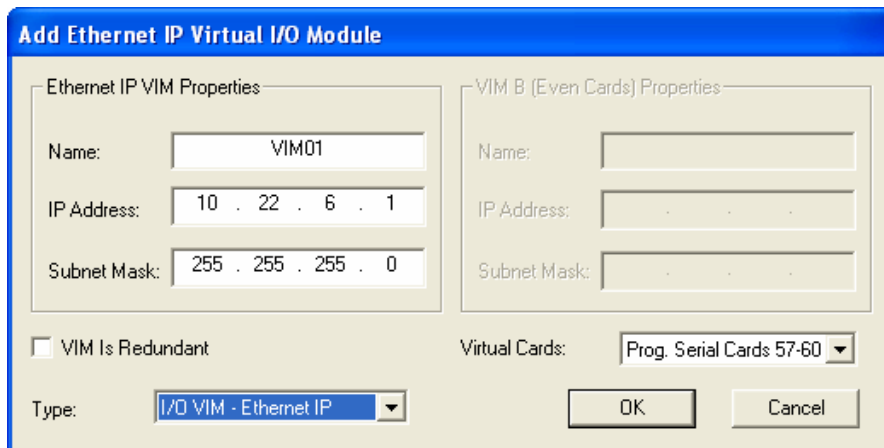 Add Ethernet IP Virtual I/O Module
Ethernet IP VIM Properties
Name: VIM01
IP Address: 10 . 22 . 6 . 1
Subnet Mask: 255 . 255 . 255 . 0
VIM B (Even Cards) Properties
Name:
IP Address: . . .
Subnet Mask: . . .
VIM Is Redundant
Virtual Cards: Prog. Serial Cards 57-60
Type: I/O VIM - Ethernet IP
OK Cancel